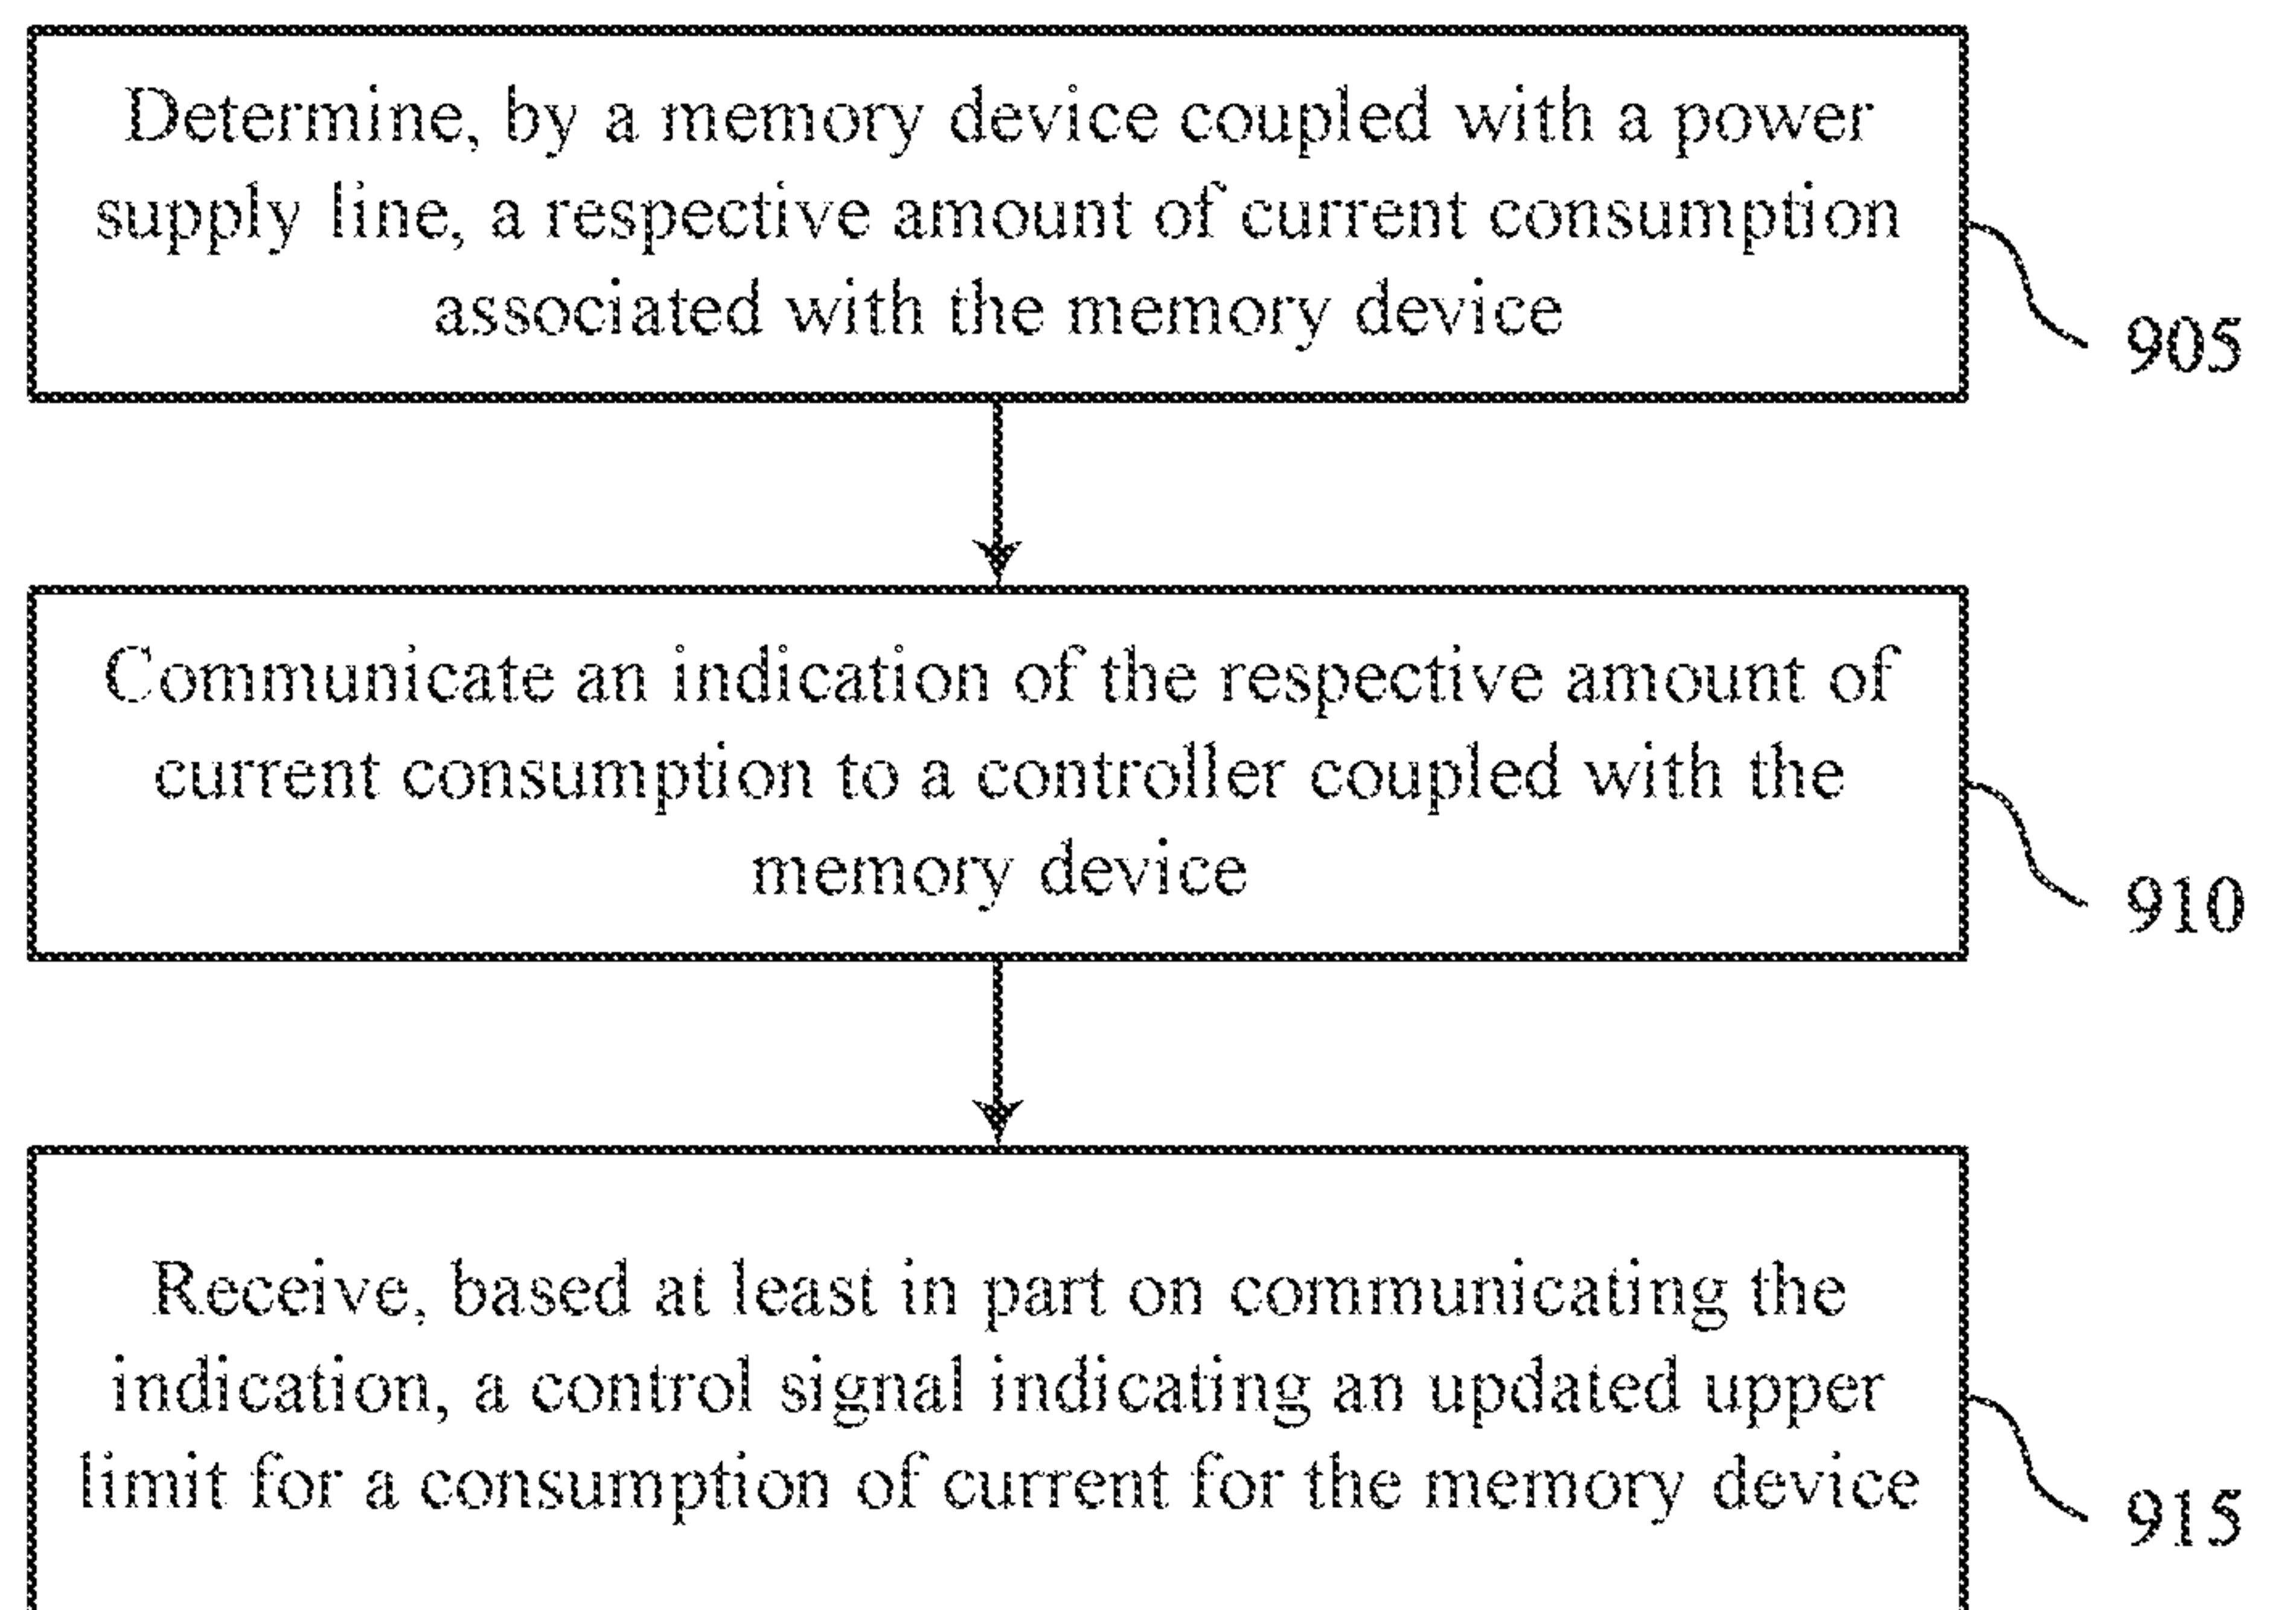 Determine, by a memory device coupled with a power
supply line, a respective amount of current consumption
associated with the memory device
905
Communicate an indication of the respective amount of
current consumption to a controller coupled with the
memory device
910
Receive, based at least in part on communicating the
indication, a control signal indicating an updated upper
limit for a consumption of current for the memory device
915